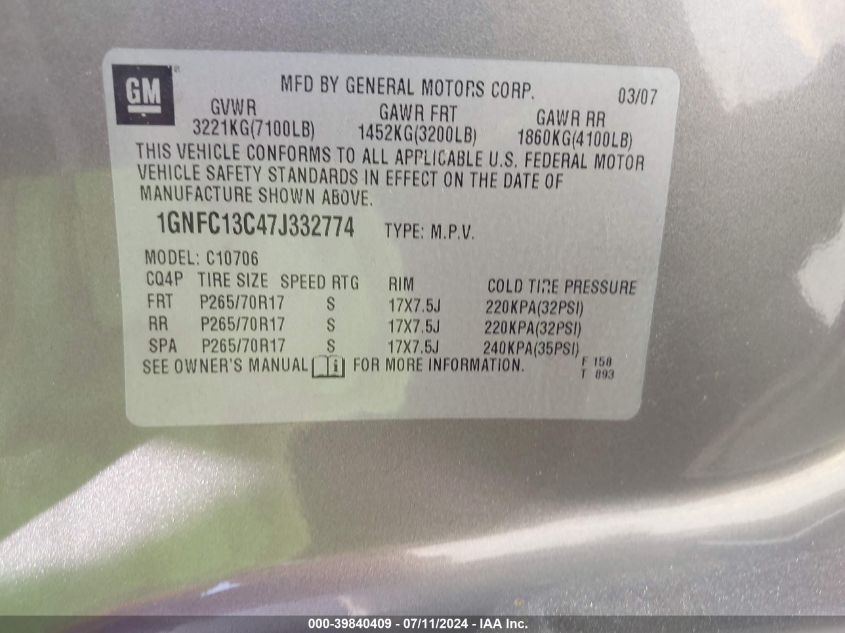 GM
MFD BY GENERAL MOTORS CORP. 03/07
GVWR GAWR FRT GAWR RR
3221KG(7100LB) 1452KG(3200LB) 1860KG(4100LB)
THIS VEHICLE CONFORMS TO ALL APPLICABLE U.S. FEDERAL MOTOR
VEHICLE SAFETY STANDARDS IN EFFECT ON THE DATE OF
MANUFACTURE SHOWN ABOVE.
1GNFC13C47J332774 TYPE: M.P.V.
MODEL: C10706
CQ4P TIRE SIZE SPEED RTG RIM COLD TIRE PRESSURE
FRT P265/70R17 S 17X7.5J 220KPA(32PSI)
RR P265/70R17 S 17X7.5J 220KPA(32PSI)
SPA P265/70R17 S 17X7.5J 240KPA(35PSI)
SEE OWNER'S MANUAL FOR MORE INFORMATION. F 158
T 893
000-39840409 - 07/11/2024 - IAAI Inc.